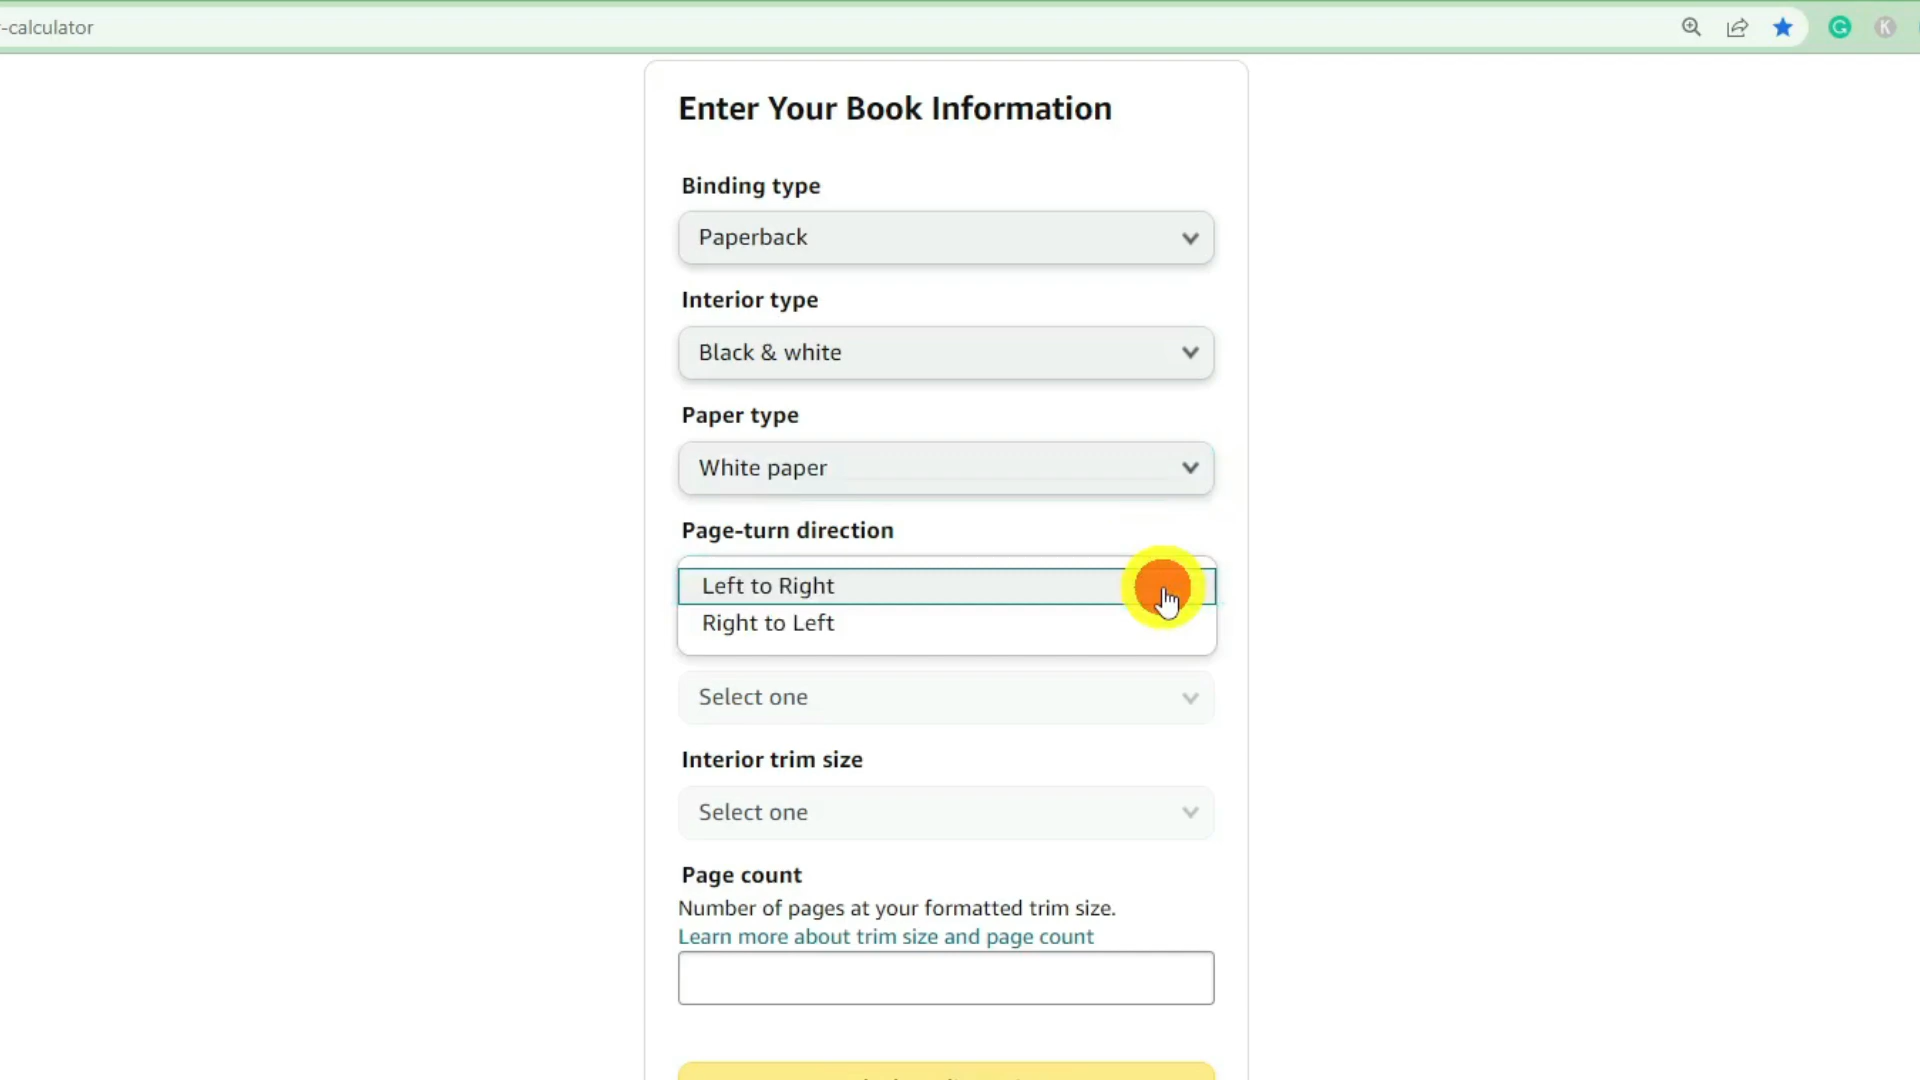 -calculator
Enter Your Book Information
Binding type
Paperback
Interior type
Black & white
Paper type
White paper
Page-turn direction
Left to Right
Right to Left
Select one
Interior trim size
Select one
Page count
Number of pages at your formatted trim size.
Learn more about trim size and page count